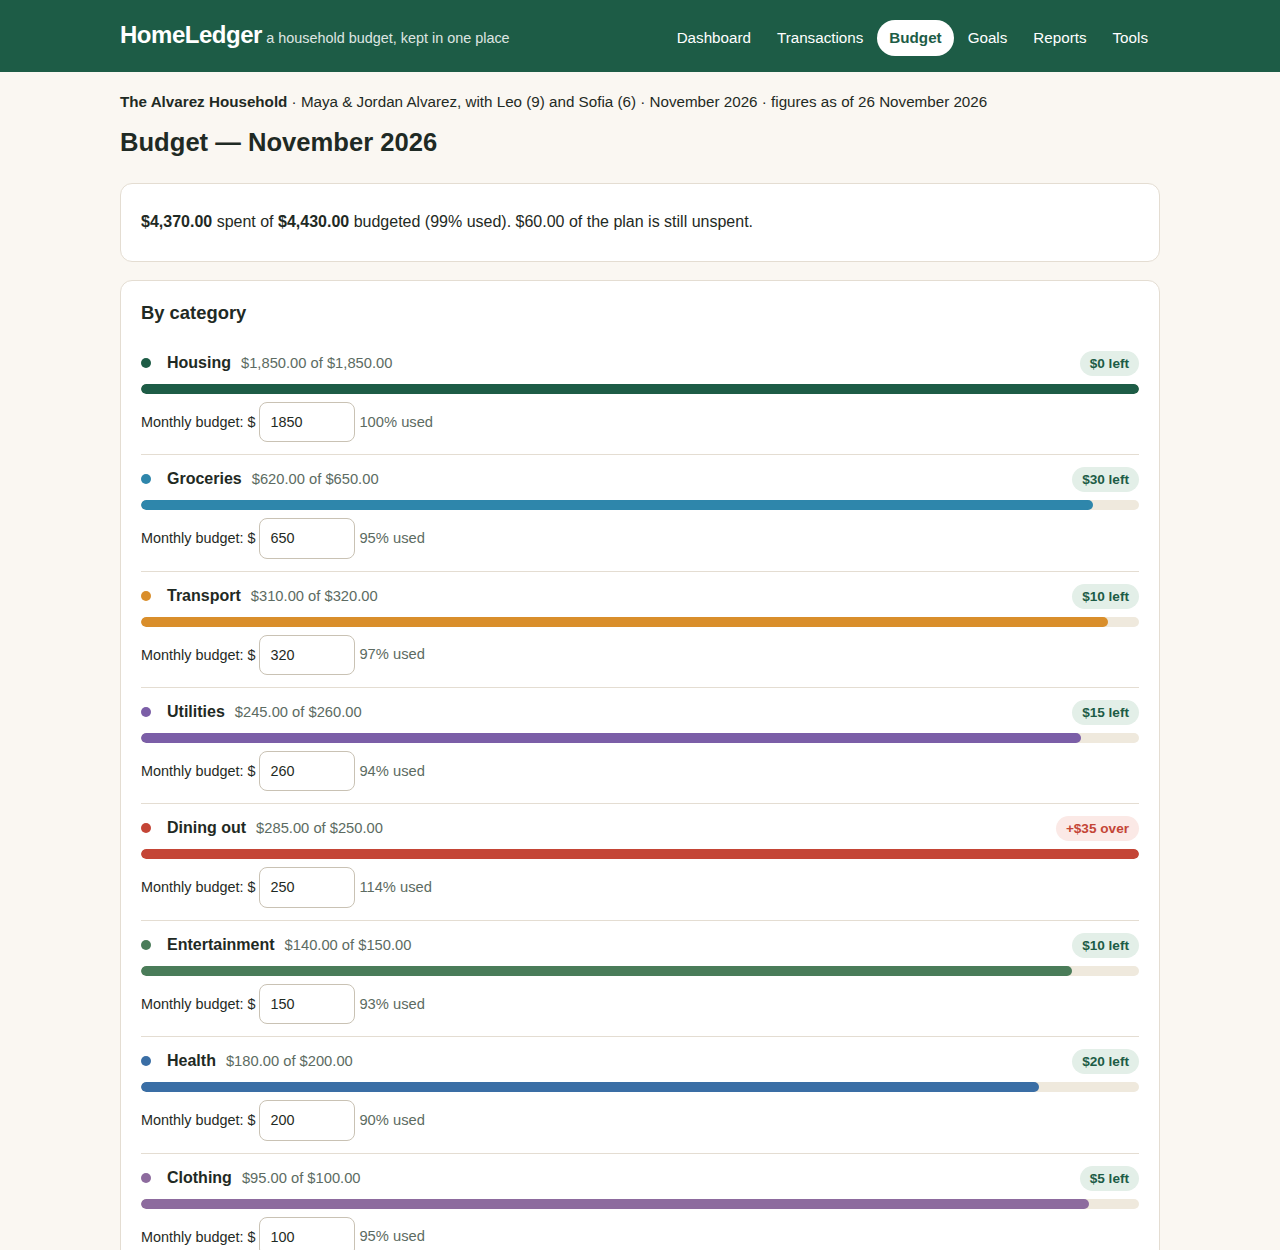 HomeLedger a household budget, kept in one place
Dashboard Transactions Budget Goals Reports Tools
The Alvarez Household · Maya & Jordan Alvarez, with Leo (9) and Sofia (6) · November 2026 · figures as of 26 November 2026
Budget — November 2026
$4,370.00 spent of $4,430.00 budgeted (99% used). $60.00 of the plan is still unspent.
By category
Housing $1,850.00 of $1,850.00 $0 left
Monthly budget: $ 1850 100% used
Groceries $620.00 of $650.00 $30 left
Monthly budget: $ 650 95% used
Transport $310.00 of $320.00 $10 left
Monthly budget: $ 320 97% used
Utilities $245.00 of $260.00 $15 left
Monthly budget: $ 260 94% used
Dining out $285.00 of $250.00 +$35 over
Monthly budget: $ 250 114% used
Entertainment $140.00 of $150.00 $10 left
Monthly budget: $ 150 93% used
Health $180.00 of $200.00 $20 left
Monthly budget: $ 200 90% used
Clothing $95.00 of $100.00 $5 left
Monthly budget: $ 100 95% used